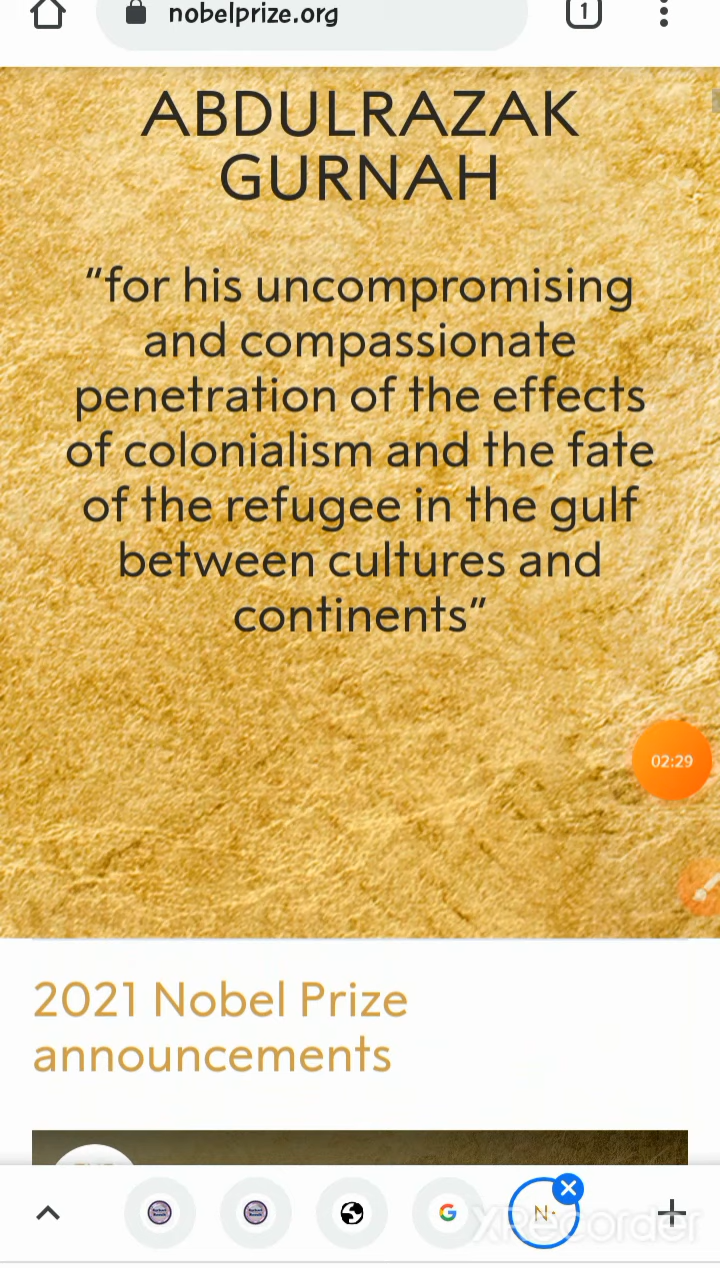 nobelprize.org
1
ABDULRAZAK
GURNAH
“for his uncompromising
and compassionate
penetration of the effects
of colonialism and the fate
of the refugee in the gulf
between cultures and
continents”
02:29
2021 Nobel Prize
announcements
N
XRecorder